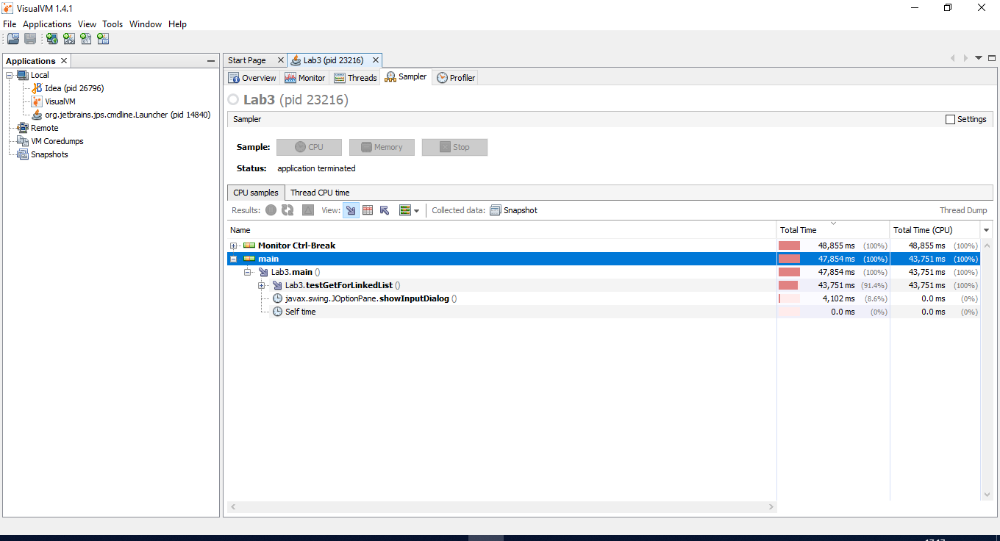 VisualVM 1.4.1
File Applications View Tools Window Help
Applications
Local
Idea (pid 26796)
VisualVM
org.jetbrains.jps.cmdline.Launcher (pid 14840)
Remote
VM Coredumps
Snapshots
Start Page Lab3 (pid 23216)
Overview Monitor Threads Sampler Profiler
Lab3 (pid 23216)
Sampler Settings
Sample: CPU Memory Stop
Status: application terminated
CPU samples Thread CPU time
Results: View: Collected data: Snapshot Thread Dump
Name Total Time Total Time (CPU)
Monitor Ctrl-Break 48,855 ms (100%) 48,855 ms (100%)
main 47,854 ms (100%) 43,751 ms (100%)
Lab3.main () 47,854 ms (100%) 43,751 ms (100%)
Lab3.testGetForLinkedList () 43,751 ms (91.4%) 43,751 ms (100%)
javax.swing.JOptionPane.showInputDialog () 4,102 ms (8.6%) 0.0 ms (0%)
Self time 0.0 ms (0%) 0.0 ms (0%)